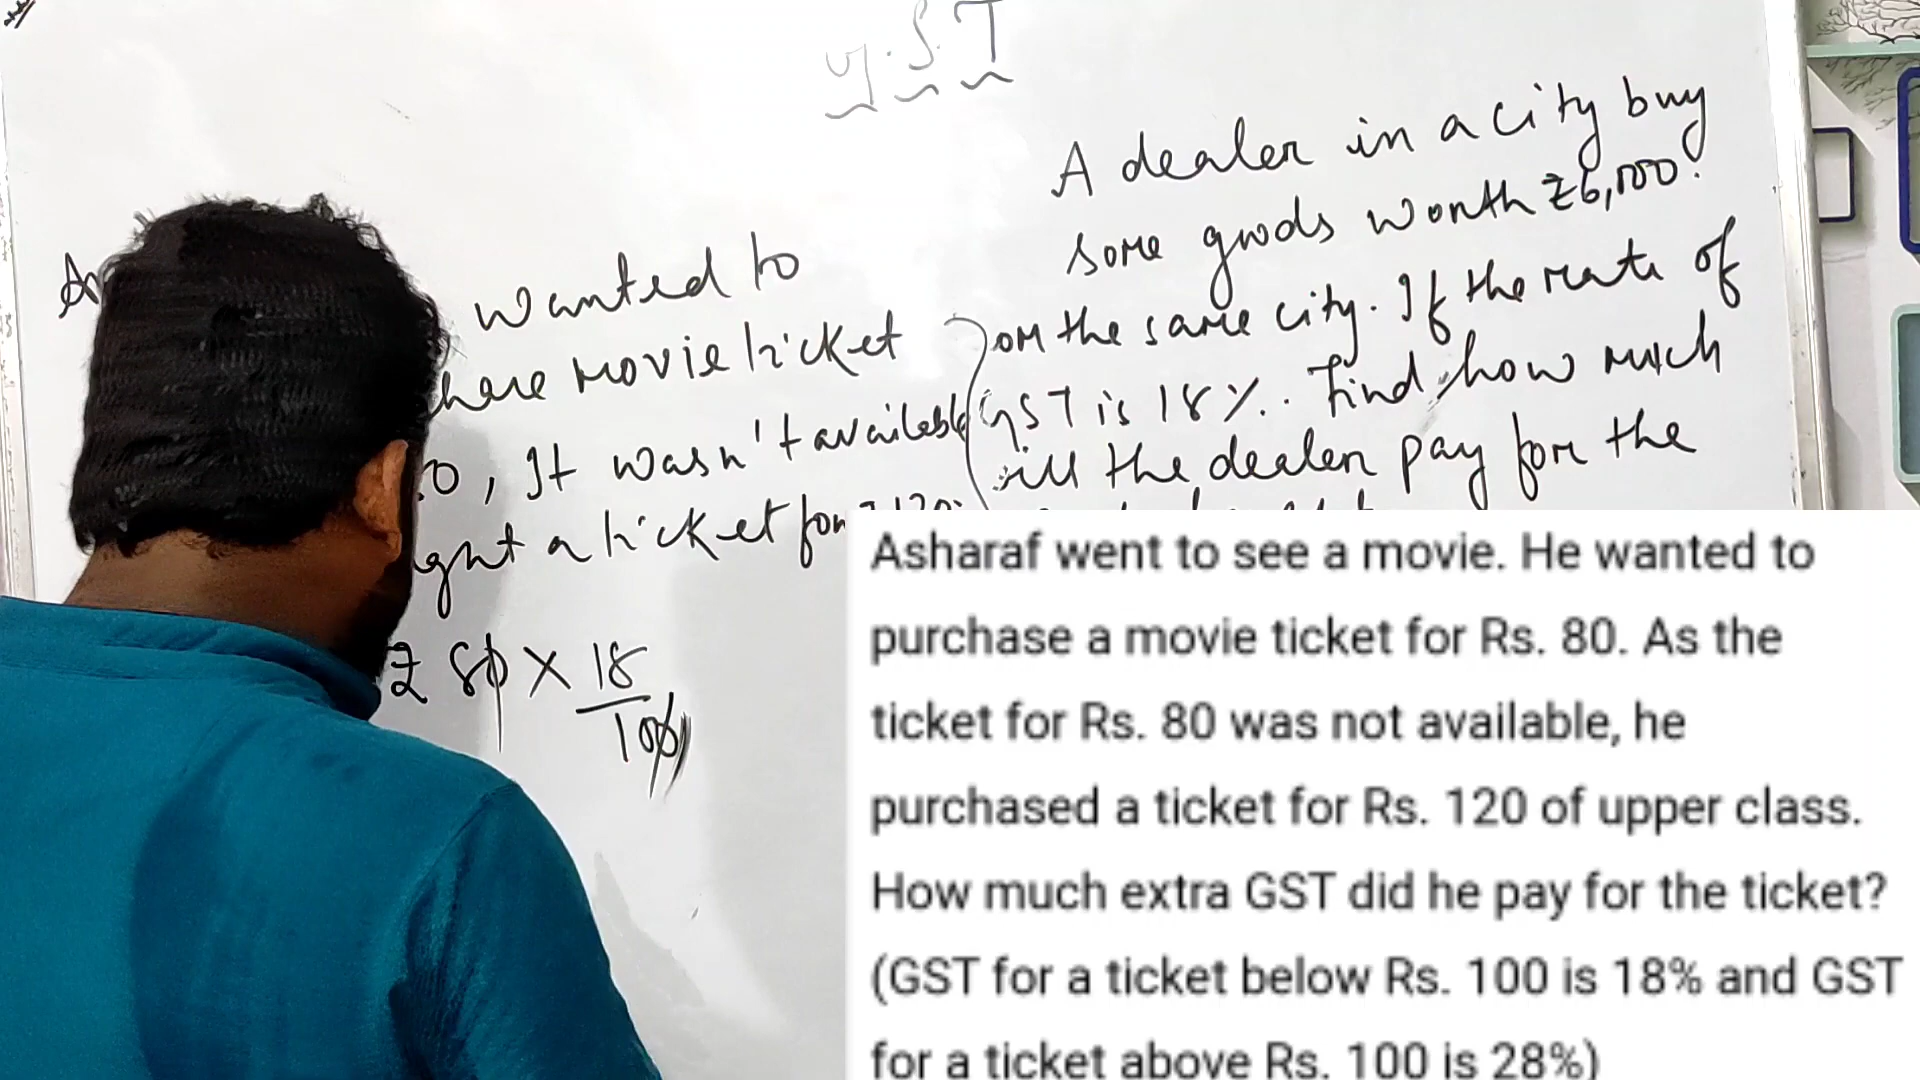 G.S.T
wanted to
movie ticket
, It wasn't available
a ticket for
₹ 80 × 18
100
A dealer in a city buy
some goods worth ₹6,000.
on the same city. If the rate of
GST is 18%. Find how much
the dealer pay for the
Asharaf went to see a movie. He wanted to
purchase a movie ticket for Rs. 80. As the
ticket for Rs. 80 was not available, he
purchased a ticket for Rs. 120 of upper class.
How much extra GST did he pay for the ticket?
(GST for a ticket below Rs. 100 is 18% and GST
for a ticket above Rs. 100 is 28%)